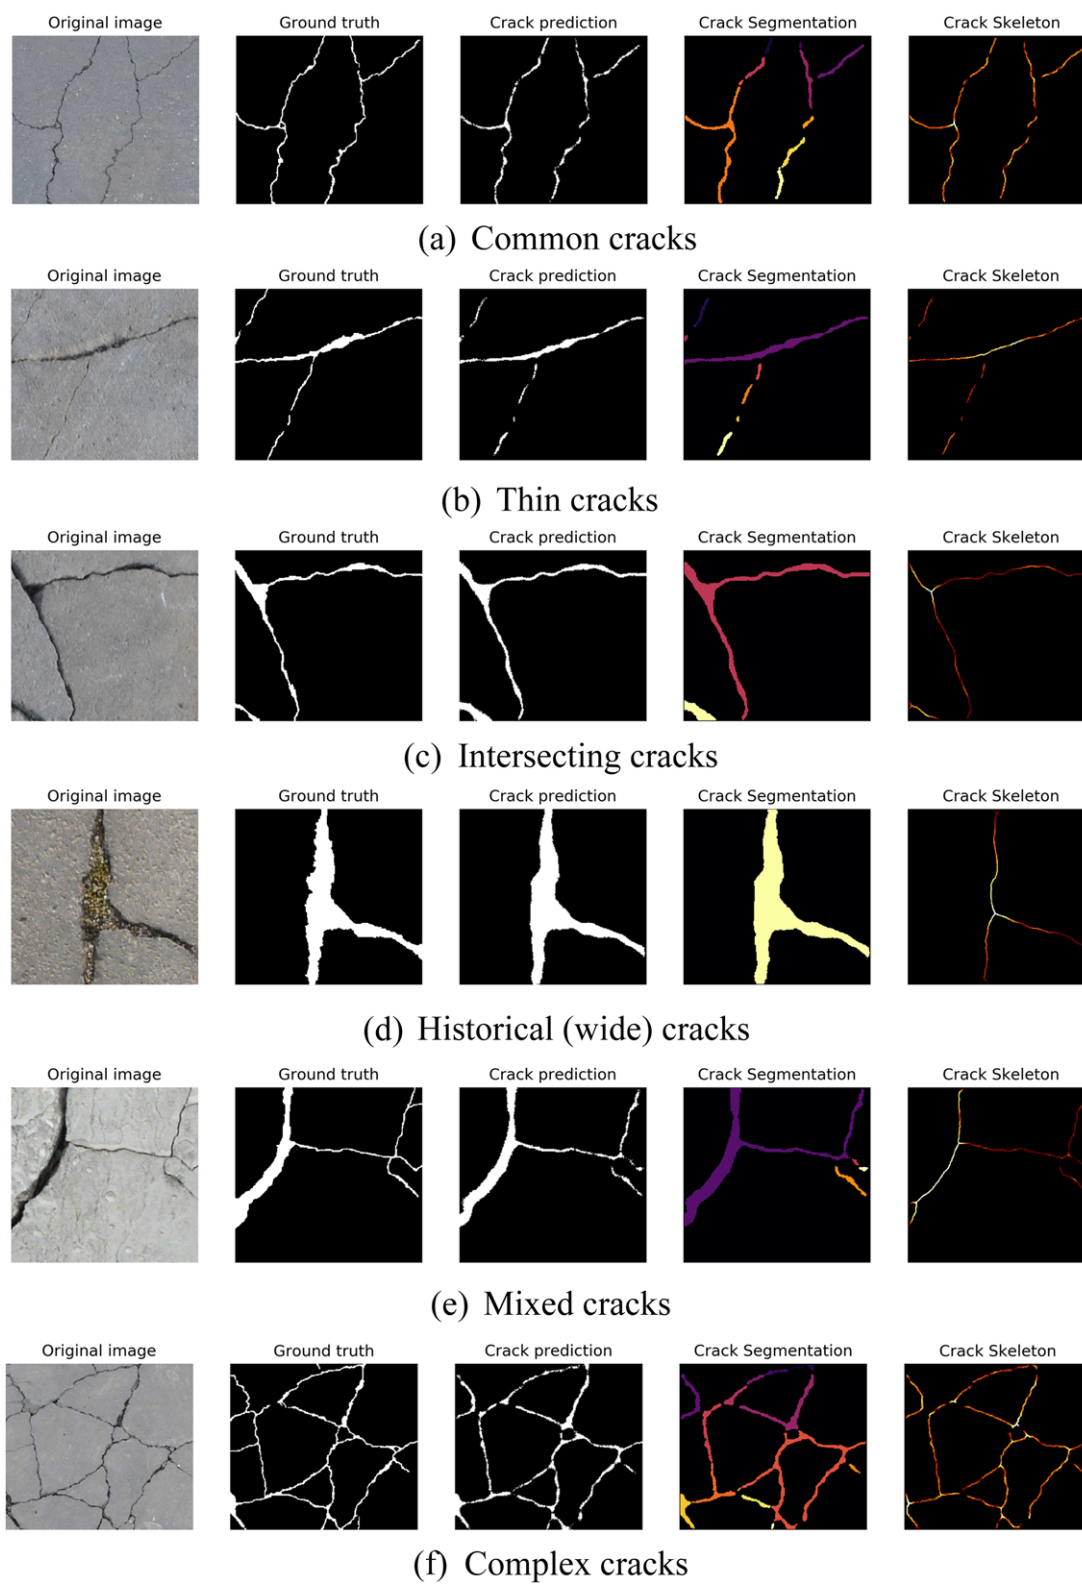 Original image Ground truth Crack prediction Crack Segmentation Crack Skeleton
(a) Common cracks
Original image Ground truth Crack prediction Crack Segmentation Crack Skeleton
(b) Thin cracks
Original image Ground truth Crack prediction Crack Segmentation Crack Skeleton
(c) Intersecting cracks
Original image Ground truth Crack prediction Crack Segmentation Crack Skeleton
(d) Historical (wide) cracks
Original image Ground truth Crack prediction Crack Segmentation Crack Skeleton
(e) Mixed cracks
Original image Ground truth Crack prediction Crack Segmentation Crack Skeleton
(f) Complex cracks